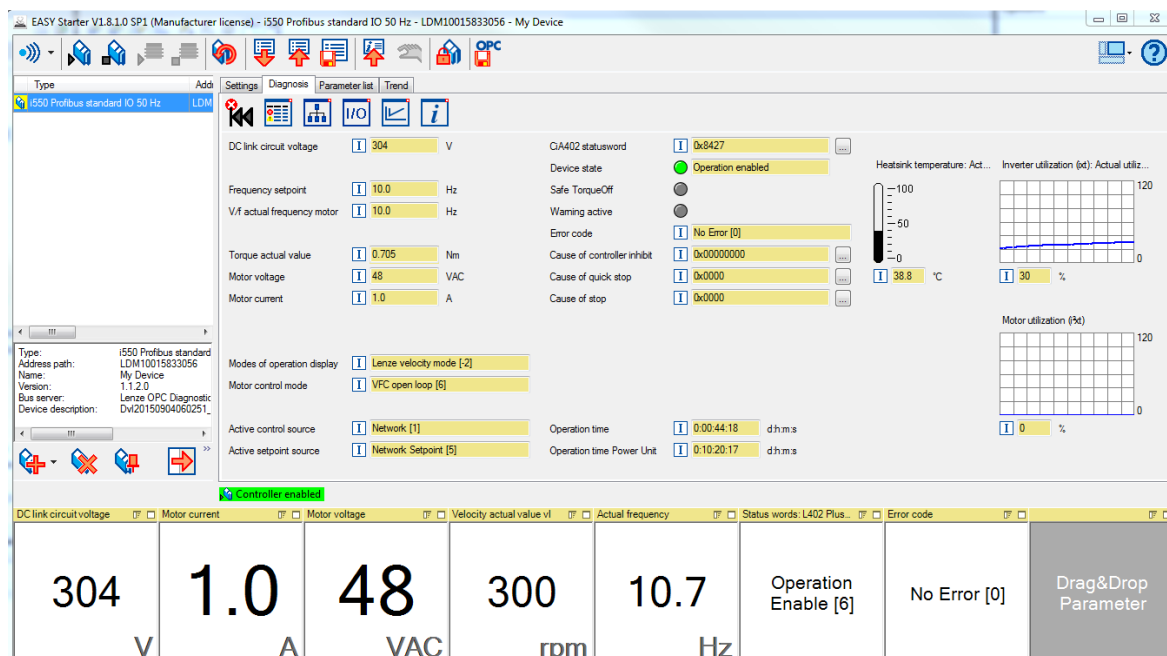 EASY Starter V1.8.1.0 SP1 (Manufacturer license) - i550 Profibus standard IO 50 Hz - LDM10015833056 - My Device
OPC
Type Addr
i550 Profibus standard IO 50 Hz LDM
Settings Diagnosis Parameter list Trend
I/O
DC link circuit voltage I 304 V
CiA402 statusword I 0x8427 ...
Device state Operation enabled
Heatsink temperature: Act... Inverter utilization (ixt): Actual utiliz...
Frequency setpoint I 10.0 Hz
Safe TorqueOff
100
120
V/f actual frequency motor I 10.0 Hz
Warning active
50
Error code I No Error [0]
Torque actual value I 0.705 Nm
Cause of controller inhibit I 0x00000000 ...
0
0
Motor voltage I 48 VAC
Cause of quick stop I 0x0000 ...
I 38.8 °C
I 30 %
Motor current I 1.0 A
Cause of stop I 0x0000 ...
Motor utilization (i²xt)
120
0
I 0 %
Type: i550 Profibus standard
Address path: LDM10015833056
Name: My Device
Version: 1.1.2.0
Bus server: Lenze OPC Diagnostic
Device description: Dvl20150904060251_
Modes of operation display I Lenze velocity mode [-2]
Motor control mode I VFC open loop [6]
Active control source I Network [1]
Operation time I 0:00:44:18 d:h:m:s
Active setpoint source I Network Setpoint [5]
Operation time Power Unit I 0:10:20:17 d:h:m:s
Controller enabled
DC link circuit voltage Motor current Motor voltage Velocity actual value vl Actual frequency Status words: L402 Plus... Error code
304 V
1.0 A
48 VAC
300 rpm
10.7 Hz
Operation
Enable [6]
No Error [0]
Drag&Drop
Parameter